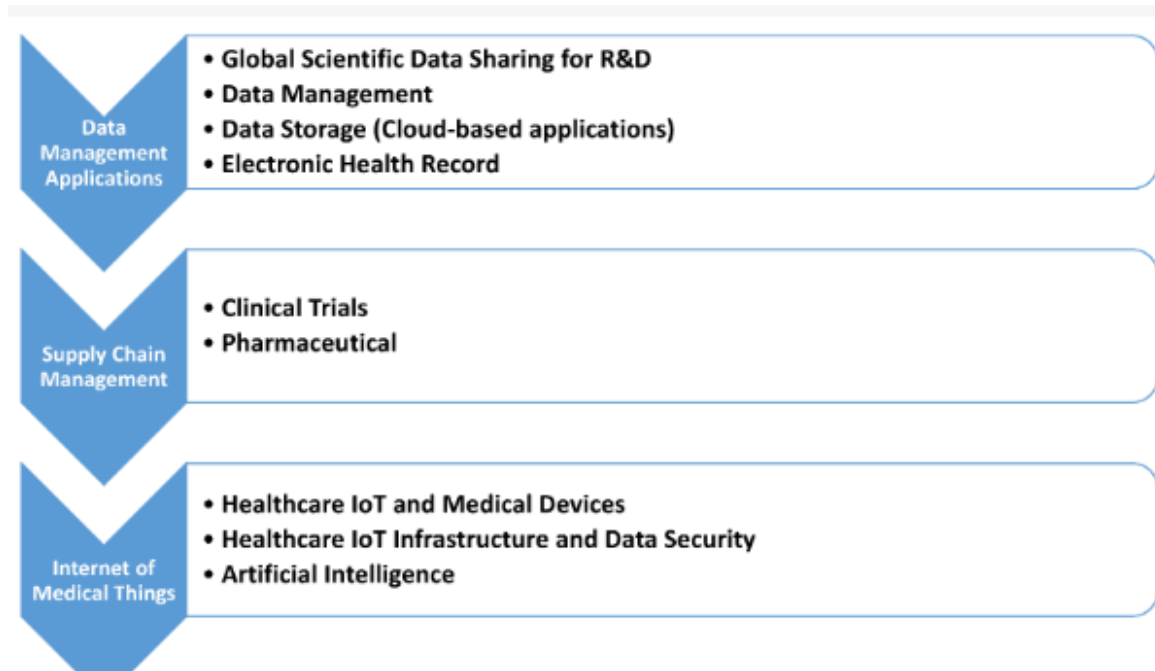 Data
Management
Applications
• Global Scientific Data Sharing for R&D
• Data Management
• Data Storage (Cloud-based applications)
• Electronic Health Record
Supply Chain
Management
• Clinical Trials
• Pharmaceutical
Internet of
Medical Things
• Healthcare IoT and Medical Devices
• Healthcare IoT Infrastructure and Data Security
• Artificial Intelligence